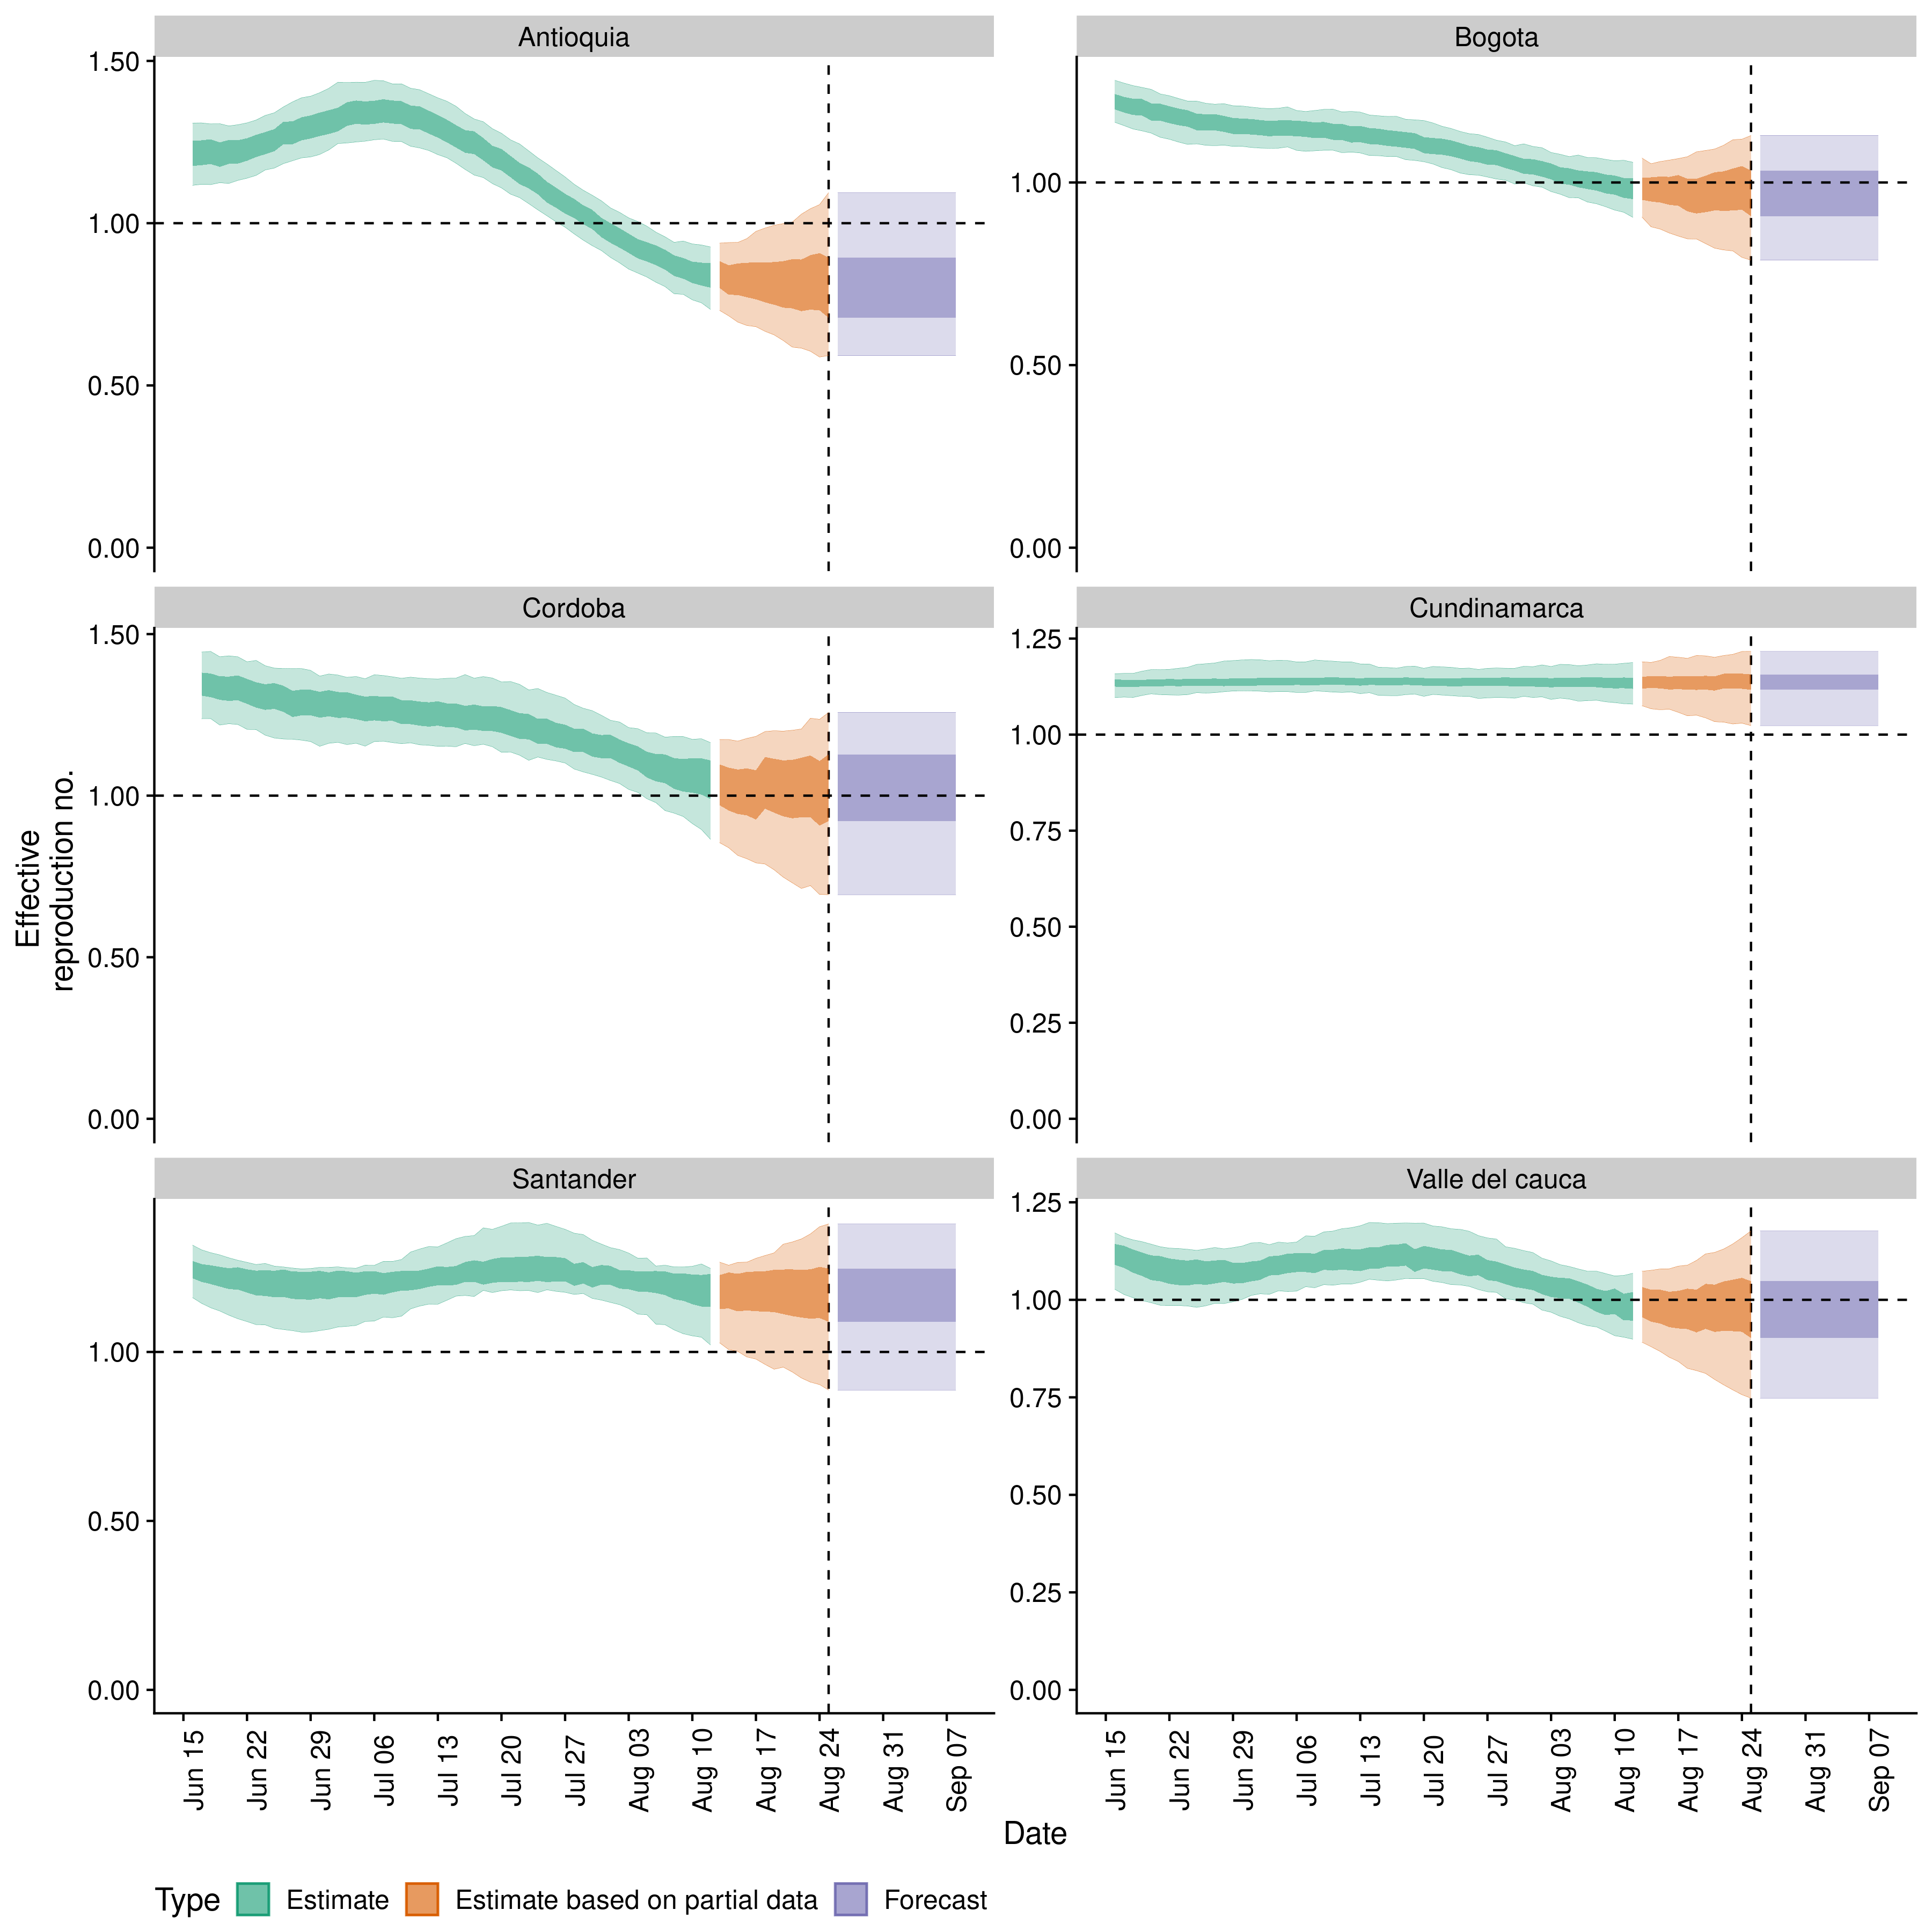 Antioquia
1.50
1.00
0.50
0.00
Bogota
1.00
0.50
0.00
Cordoba
1.50
1.00
0.50
0.00
Cundinamarca
1.25
1.00
0.75
0.50
0.25
0.00
Santander
1.00
0.50
0.00
Valle del cauca
1.25
1.00
0.75
0.50
0.25
0.00
Effective
reproduction no.
Jun 15
Jun 22
Jun 29
Jul 06
Jul 13
Jul 20
Jul 27
Aug 03
Aug 10
Aug 17
Aug 24
Aug 31
Sep 07
Jun 15
Jun 22
Jun 29
Jul 06
Jul 13
Jul 20
Jul 27
Aug 03
Aug 10
Aug 17
Aug 24
Aug 31
Sep 07
Date
Type Estimate Estimate based on partial data Forecast